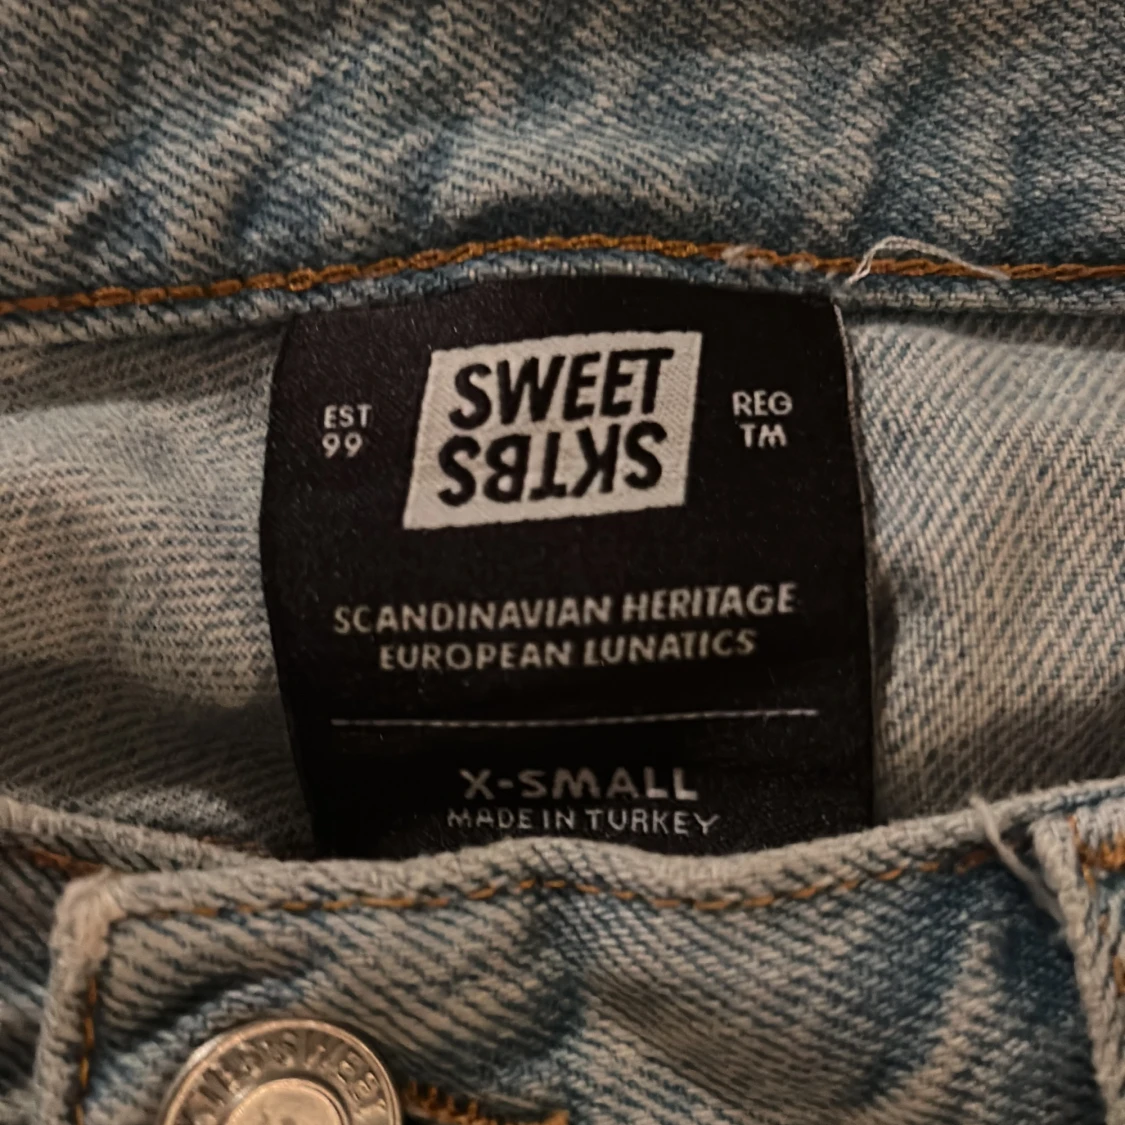 SWEET
SKTBS
EST
99
REG
TM
SCANDINAVIAN HERITAGE
EUROPEAN LUNATICS
X-SMALL
MADE IN TURKEY